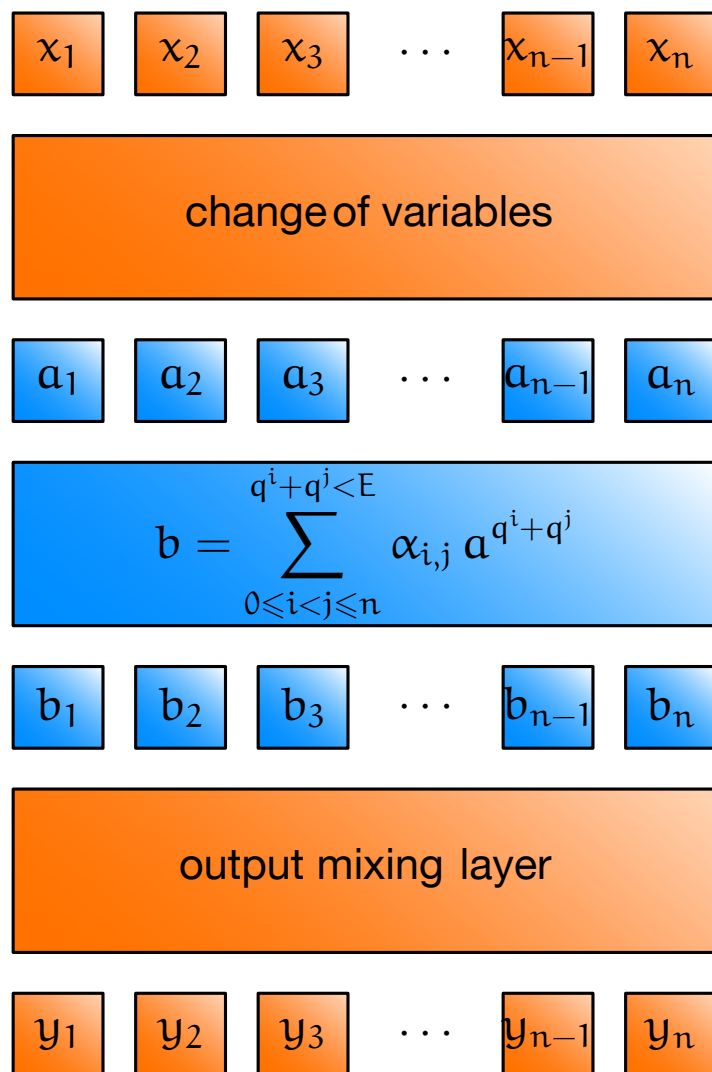 x₁ x₂ x₃ ⋯ xₙ₋₁ xₙ
change of variables
a₁ a₂ a₃ ⋯ aₙ₋₁ aₙ
b = ∑_{0⩽i<j⩽n}^{q^i+q^j<E} α_{i,j} a^{q^i+q^j}
b₁ b₂ b₃ ⋯ bₙ₋₁ bₙ
output mixing layer
y₁ y₂ y₃ ⋯ yₙ₋₁ yₙ